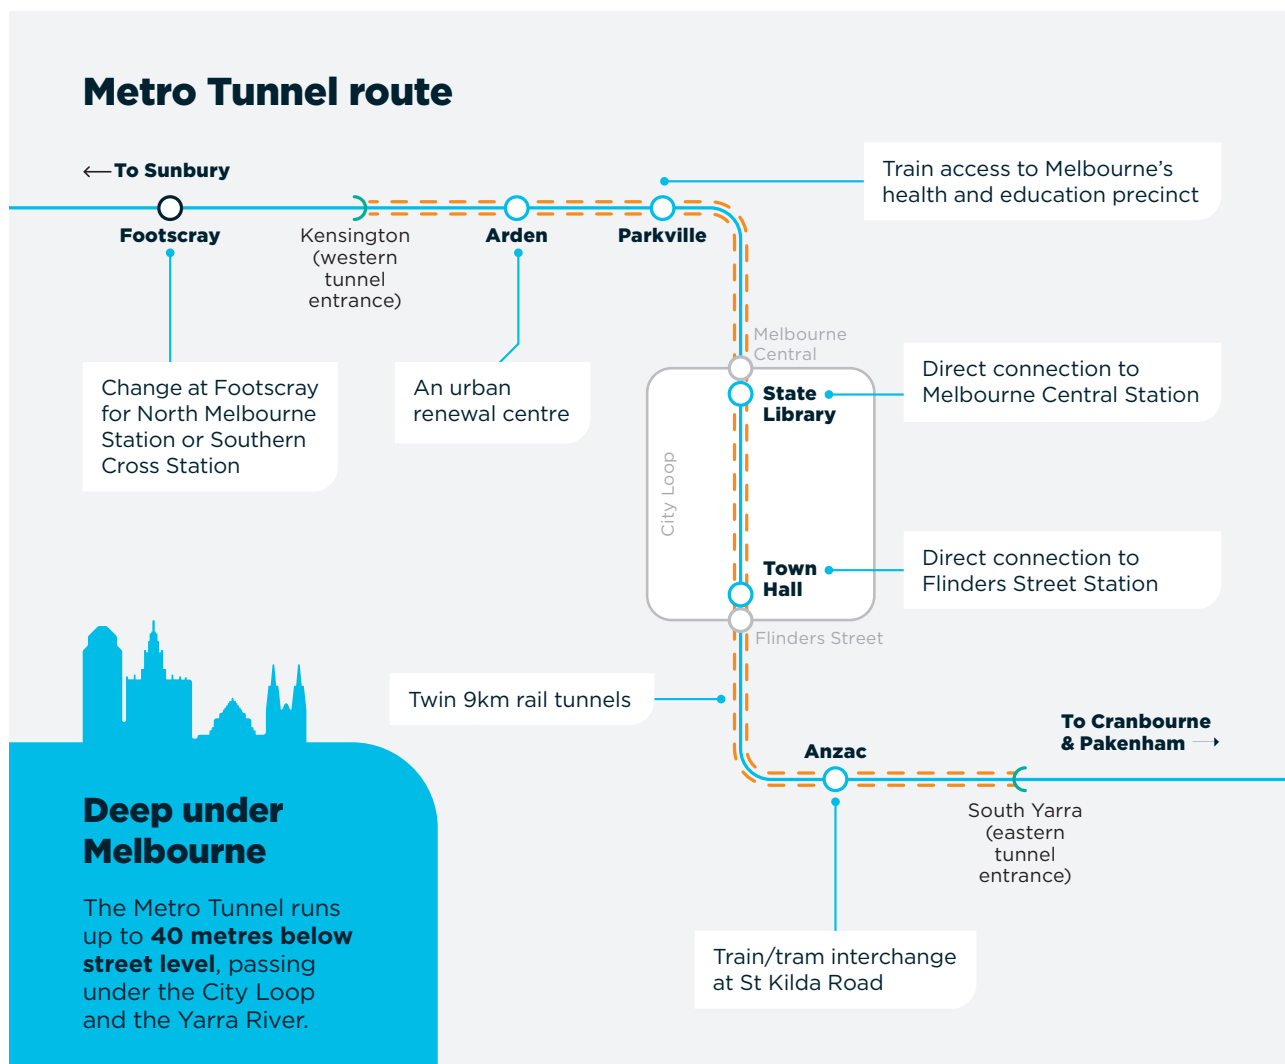 Metro Tunnel route
To Sunbury
Train access to Melbourne’s
health and education precinct
Footscray
Kensington
(western
tunnel
entrance)
Arden
Parkville
Melbourne
Central
Change at Footscray
for North Melbourne
Station or Southern
Cross Station
An urban
renewal centre
State
Library
Direct connection to
Melbourne Central Station
City Loop
Town
Hall
Direct connection to
Flinders Street Station
Flinders Street
Twin 9km rail tunnels
To Cranbourne
& Pakenham
Anzac
South Yarra
(eastern
tunnel
entrance)
Train/tram interchange
at St Kilda Road
Deep under
Melbourne
The Metro Tunnel runs
up to 40 metres below
street level, passing
under the City Loop
and the Yarra River.